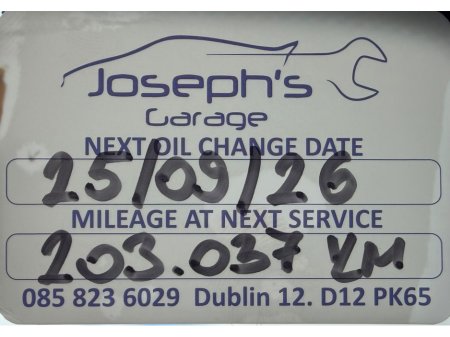 Joseph's
Garage
NEXT OIL CHANGE DATE
25/09/26
MILEAGE AT NEXT SERVICE
203.037 KM
085 823 6029 Dublin 12. D12 PK65